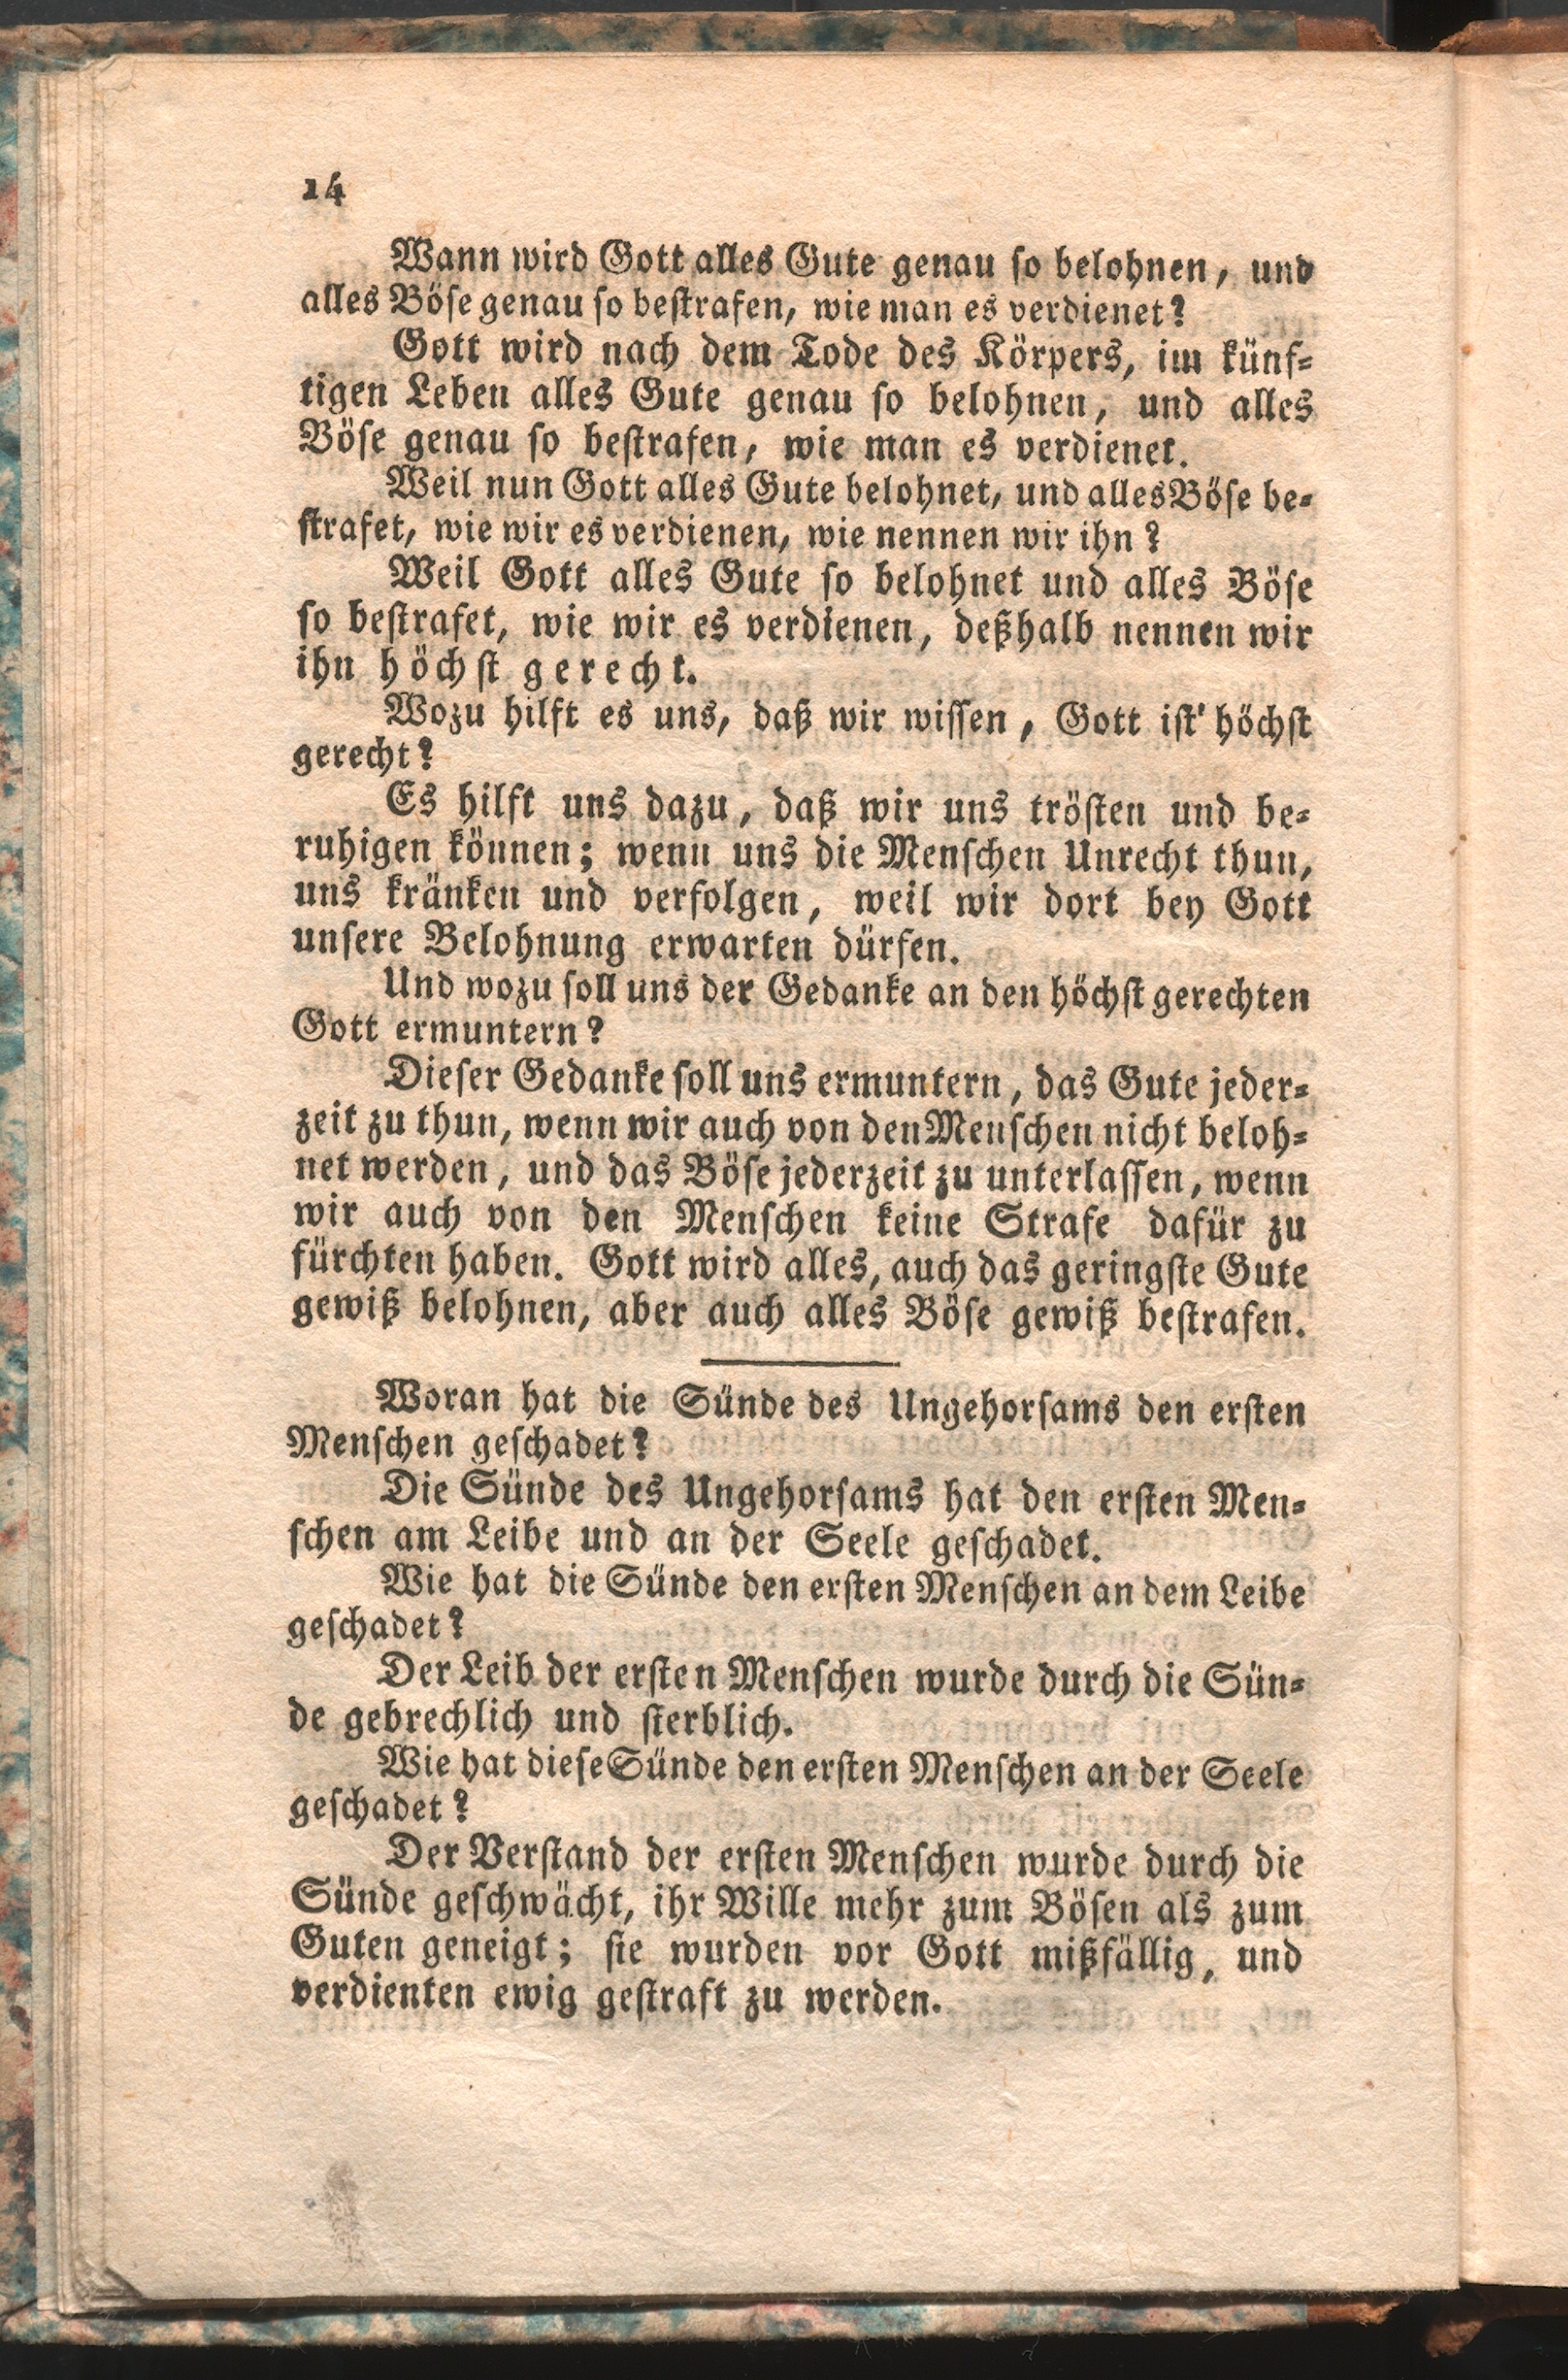 14
Wann wird Gott alles Gute genau so belohnen, und
alles Böse genau so bestrafen, wie man es verdienet?
Gott wird nach dem Tode des Körpers, im künf-
tigen Leben alles Gute genau so belohnen, und alles
Böse genau so bestrafen, wie man es verdienet.
Weil nun Gott alles Gute belohnet, und alles Böse be-
strafet, wie wir es verdienen, wie nennen wir ihn?
Weil Gott alles Gute so belohnet und alles Böse
so bestrafet, wie wir es verdienen, deßhalb nennen wir
ihn höchst gerecht.
Wozu hilft es uns, daß wir wissen, Gott ist höchst
gerecht?
Es hilft uns dazu, daß wir uns trösten und be-
ruhigen können; wenn uns die Menschen Unrecht thun,
uns kränken und verfolgen, weil wir dort bey Gott
unsere Belohnung erwarten dürfen.
Und wozu soll uns der Gedanke an den höchst gerechten
Gott ermuntern?
Dieser Gedanke soll uns ermuntern, das Gute jeder-
zeit zu thun, wenn wir auch von den Menschen nicht beloh-
net werden, und das Böse jederzeit zu unterlassen, wenn
wir auch von den Menschen keine Strafe dafür zu
fürchten haben. Gott wird alles, auch das geringste Gute
gewiß belohnen, aber auch alles Böse gewiß bestrafen.
Woran hat die Sünde des Ungehorsams den ersten
Menschen geschadet?
Die Sünde des Ungehorsams hat den ersten Men-
schen am Leibe und an der Seele geschadet.
Wie hat die Sünde den ersten Menschen an dem Leibe
geschadet?
Der Leib der ersten Menschen wurde durch die Sün-
de gebrechlich und sterblich.
Wie hat diese Sünde den ersten Menschen an der Seele
geschadet?
Der Verstand der ersten Menschen wurde durch die
Sünde geschwächt, ihr Wille mehr zum Bösen als zum
Guten geneigt; sie wurden vor Gott mißfällig, und
verdienten ewig gestraft zu werden.